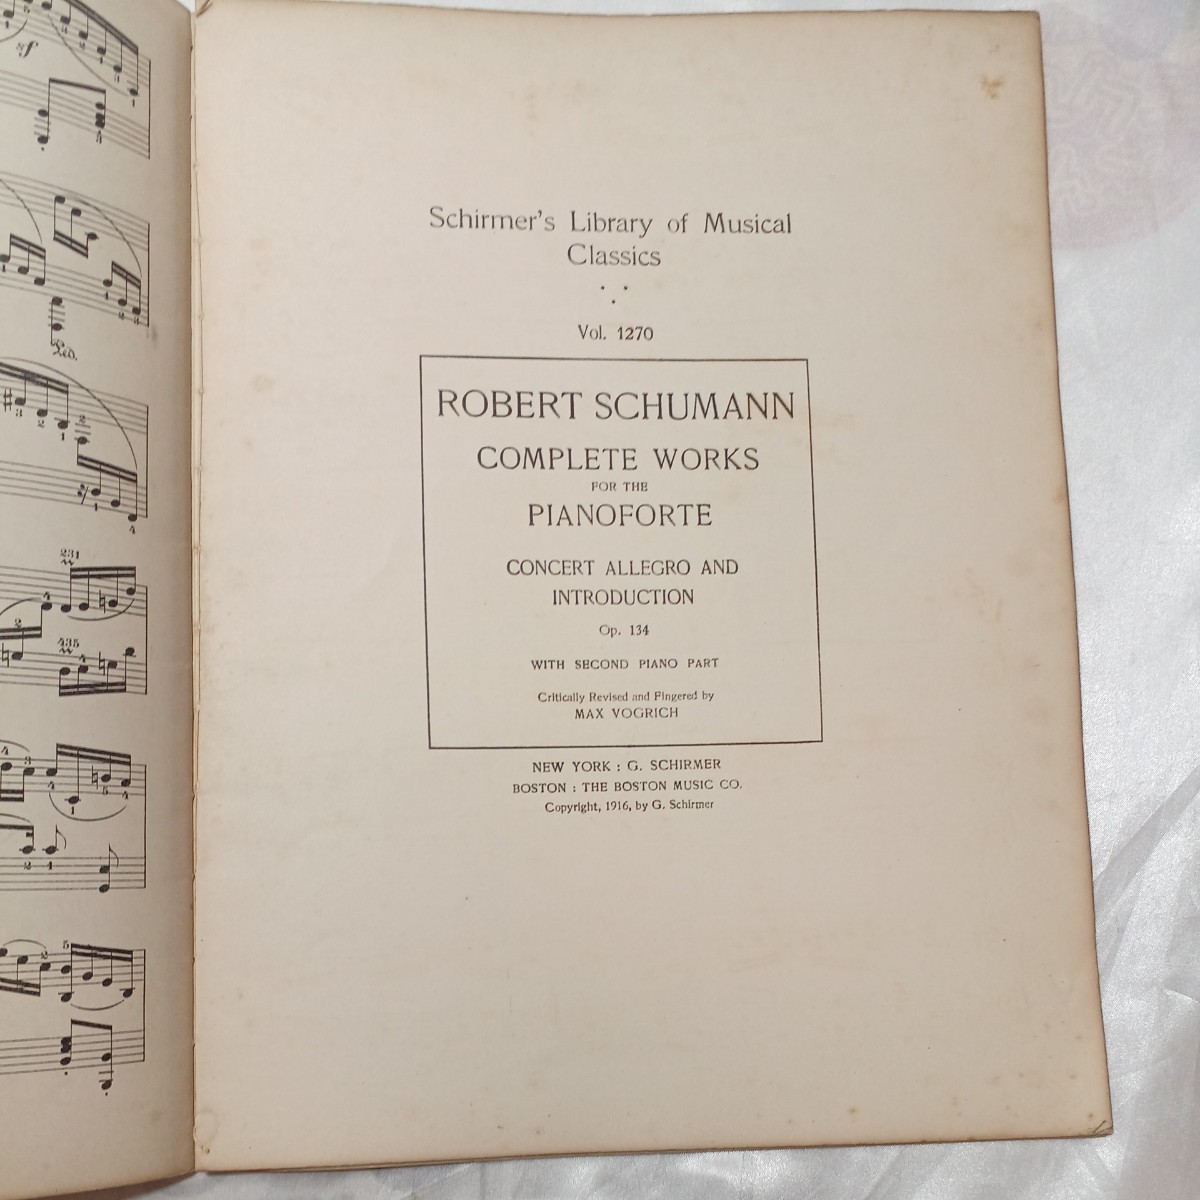 Schirmer's Library of Musical
Classics
Vol. 1270
ROBERT SCHUMANN
COMPLETE WORKS
FOR THE
PIANOFORTE
CONCERT ALLEGRO AND
INTRODUCTION
Op. 134
WITH SECOND PIANO PART
Critically Revised and Fingered by
MAX VOGRICH
NEW YORK : G. SCHIRMER
BOSTON : THE BOSTON MUSIC CO.
Copyright, 1916, by G. Schirmer